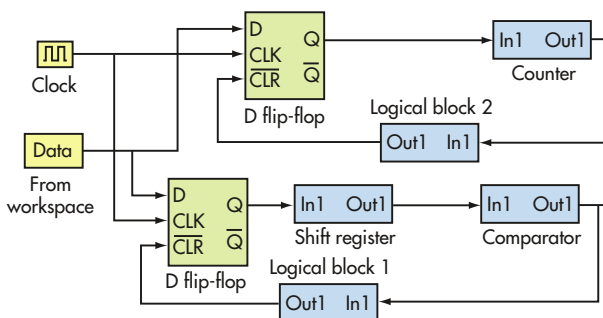 D
Q
CLK
CLR
Q
D flip-flop
In1 Out1
Counter
Clock
Logical block 2
Out1 In1
Data
From
workspace
D
Q
CLK
CLR
Q
D flip-flop
In1 Out1
Shift register
In1 Out1
Comparator
Logical block 1
Out1 In1